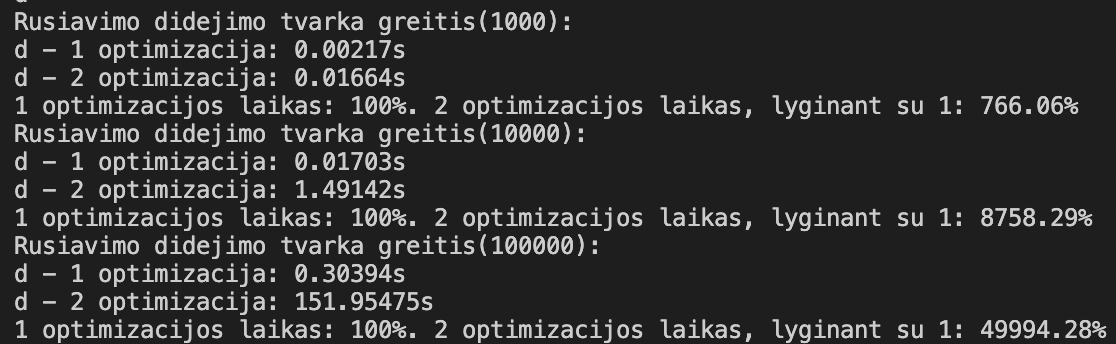 Rusiavimo didejimo tvarka greitis(1000):
d - 1 optimizacija: 0.00217s
d - 2 optimizacija: 0.01664s
1 optimizacijos laikas: 100%. 2 optimizacijos laikas, lyginant su 1: 766.06%
Rusiavimo didejimo tvarka greitis(10000):
d - 1 optimizacija: 0.01703s
d - 2 optimizacija: 1.49142s
1 optimizacijos laikas: 100%. 2 optimizacijos laikas, lyginant su 1: 8758.29%
Rusiavimo didejimo tvarka greitis(100000):
d - 1 optimizacija: 0.30394s
d - 2 optimizacija: 151.95475s
1 optimizacijos laikas: 100%. 2 optimizacijos laikas, lyginant su 1: 49994.28%